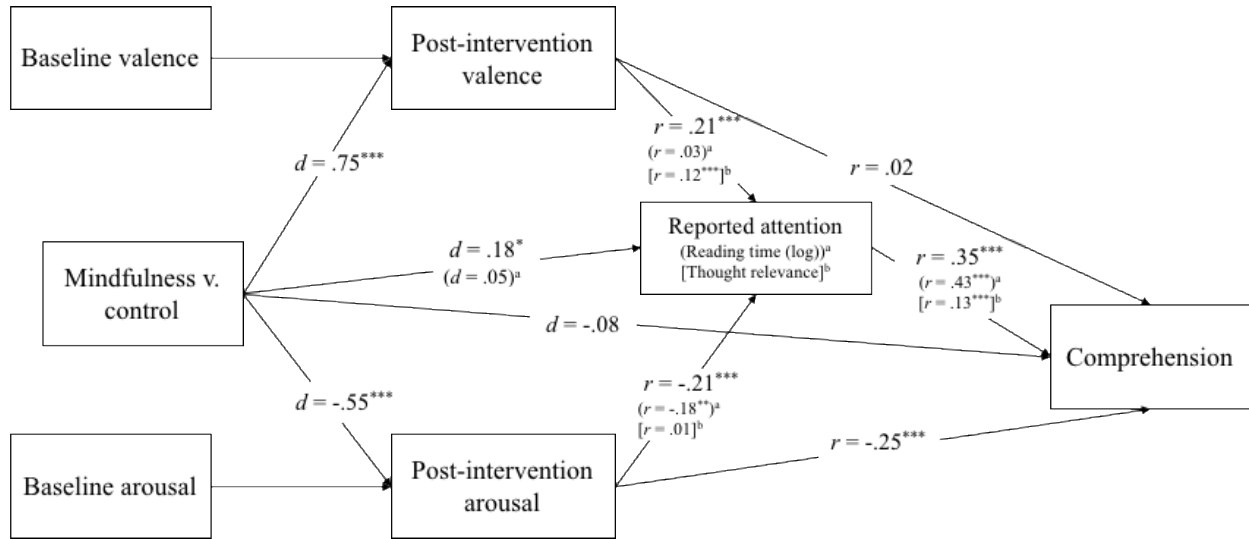 Baseline valence
Post-intervention
valence
r = .21***
(r = .03)ᵃ
[r = .12***]ᵇ
d = .75***
r = .02
Reported attention
(Reading time (log))ᵃ
[Thought relevance]ᵇ
d = .18*
(d = .05)ᵃ
r = .35***
(r = .43***)ᵃ
[r = .13***]ᵇ
Mindfulness v.
control
d = -.08
Comprehension
r = -.21***
(r = -.18**)ᵃ
[r = .01]ᵇ
d = -.55***
r = -.25***
Baseline arousal
Post-intervention
arousal